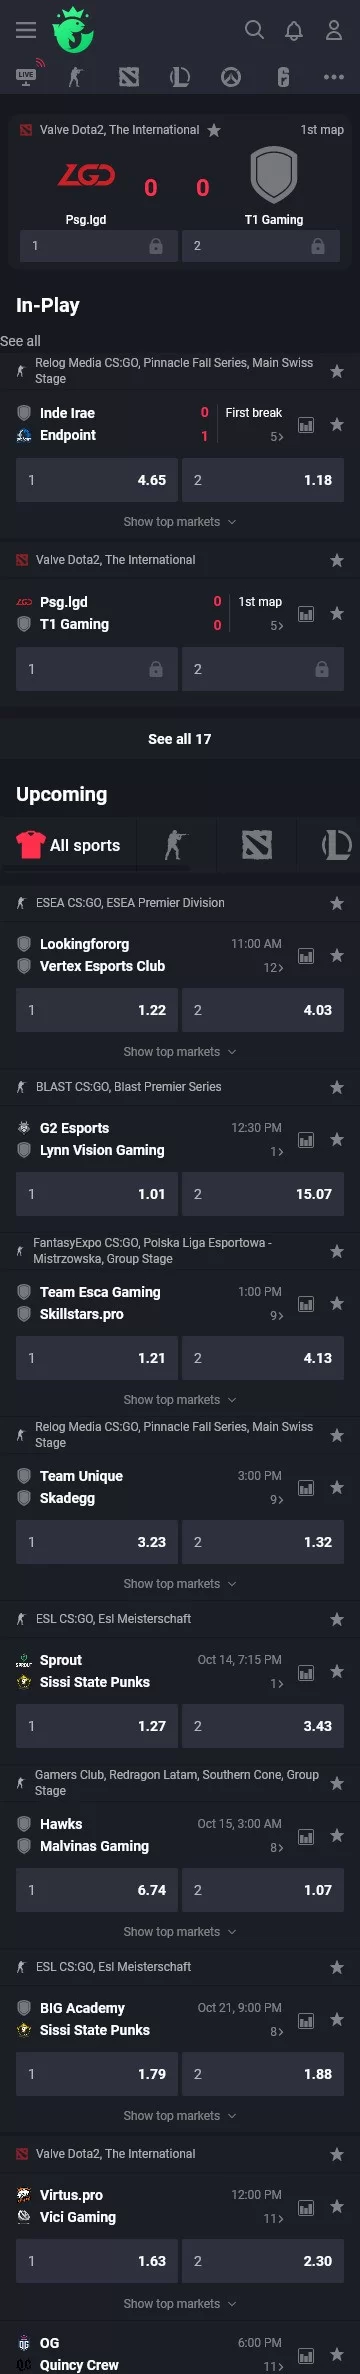 LIVE
Valve Dota2, The International 1st map
LGD 0 0
Psg.lgd T1 Gaming
1 2
In-Play
See all
Relog Media CS:GO, Pinnacle Fall Series, Main Swiss
Stage
Inde Irae 0 First break
Endpoint 1 5>
1 4.65 2 1.18
Show top markets
Valve Dota2, The International
Psg.lgd 0 1st map
T1 Gaming 0 5>
1 2
See all 17
Upcoming
All sports
ESEA CS:GO, ESEA Premier Division
Lookingfororg 11:00 AM
Vertex Esports Club 12>
1 1.22 2 4.03
Show top markets
BLAST CS:GO, Blast Premier Series
G2 Esports 12:30 PM
Lynn Vision Gaming 1>
1 1.01 2 15.07
FantasyExpo CS:GO, Polska Liga Esportowa -
Mistrzowska, Group Stage
Team Esca Gaming 1:00 PM
Skillstars.pro 9>
1 1.21 2 4.13
Show top markets
Relog Media CS:GO, Pinnacle Fall Series, Main Swiss
Stage
Team Unique 3:00 PM
Skadegg 9>
1 3.23 2 1.32
Show top markets
ESL CS:GO, Esl Meisterschaft
Sprout Oct 14, 7:15 PM
Sissi State Punks 1>
1 1.27 2 3.43
Gamers Club, Redragon Latam, Southern Cone, Group
Stage
Hawks Oct 15, 3:00 AM
Malvinas Gaming 8>
1 6.74 2 1.07
Show top markets
ESL CS:GO, Esl Meisterschaft
BIG Academy Oct 21, 9:00 PM
Sissi State Punks 8>
1 1.79 2 1.88
Show top markets
Valve Dota2, The International
Virtus.pro 12:00 PM
Vici Gaming 11>
1 1.63 2 2.30
Show top markets
OG 6:00 PM
Quincy Crew 11>